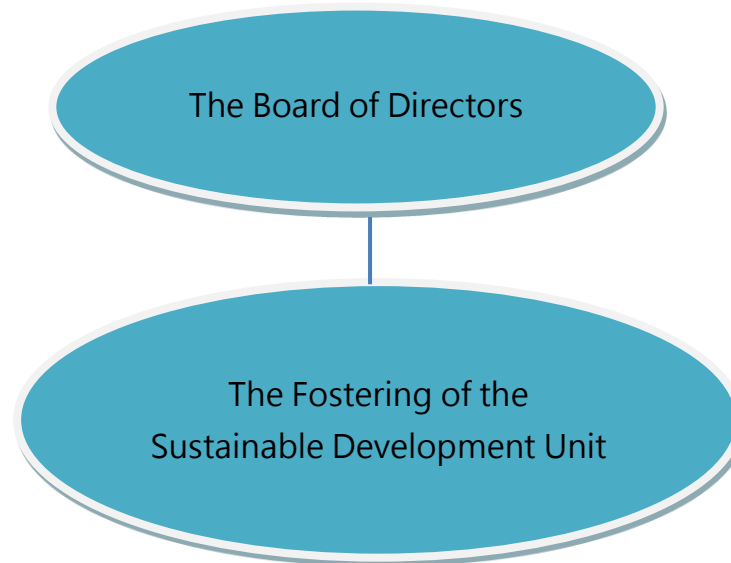 The Board of Directors
The Fostering of the
Sustainable Development Unit